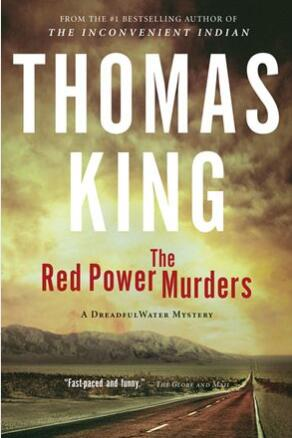 FROM THE #1 BESTSELLING AUTHOR OF
THE INCONVENIENT INDIAN
THOMAS
KING
The
Red Power Murders
A DREADFULWATER MYSTERY
"Fast-paced and funny." — THE GLOBE AND MAIL